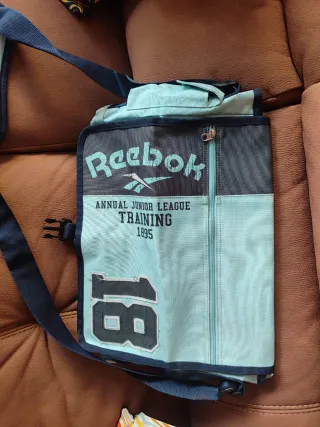 Reebok
ANNUAL JUNIOR LEAGUE
TRAINING
1895
18